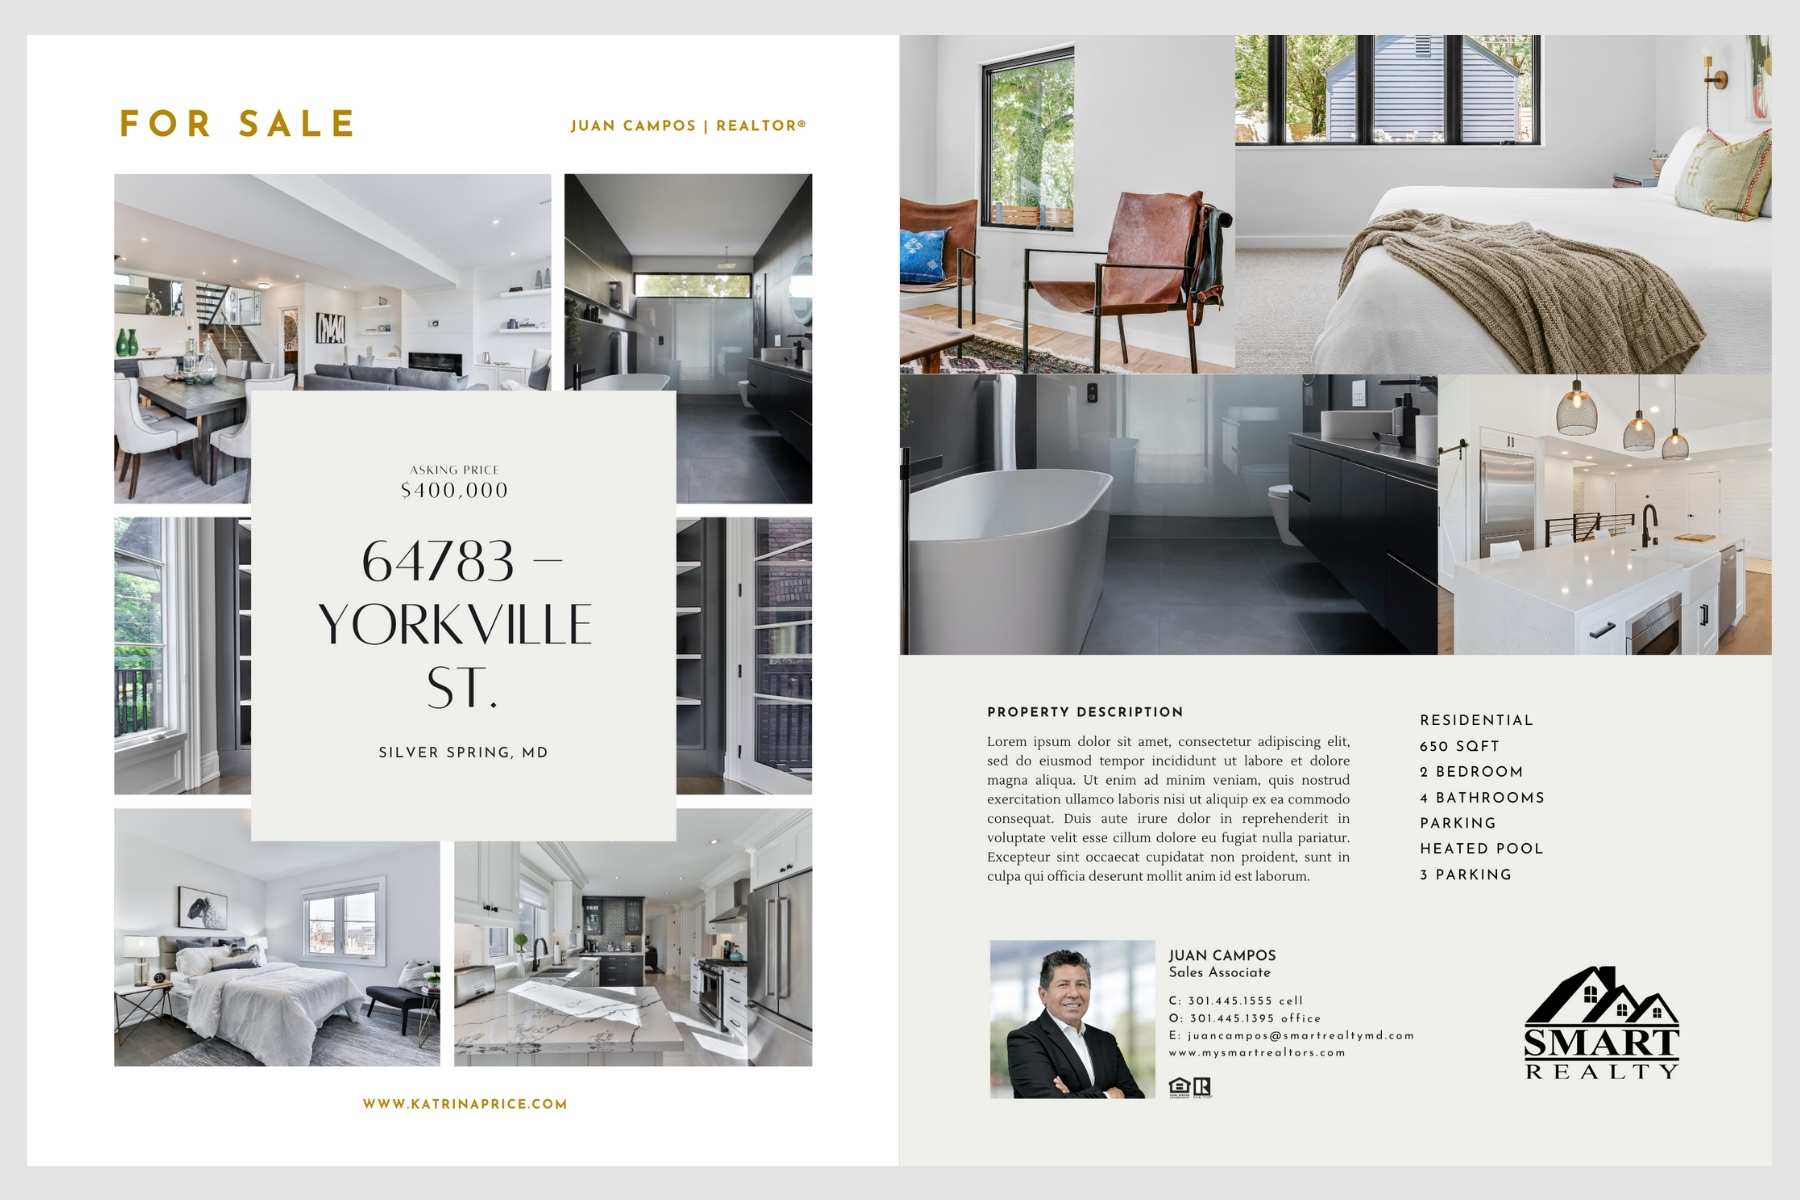 FOR SALE
JUAN CAMPOS | REALTOR®
ASKING PRICE
$400,000
64783 –
YORKVILLE
ST.
SILVER SPRING, MD
WWW.KATRINAPRICE.COM
PROPERTY DESCRIPTION
Lorem ipsum dolor sit amet, consectetur adipiscing elit,
sed do eiusmod tempor incididunt ut labore et dolore
magna aliqua. Ut enim ad minim veniam, quis nostrud
exercitation ullamco laboris nisi ut aliquip ex ea commodo
consequat. Duis aute irure dolor in reprehenderit in
voluptate velit esse cillum dolore eu fugiat nulla pariatur.
Excepteur sint occaecat cupidatat non proident, sunt in
culpa qui officia deserunt mollit anim id est laborum.
RESIDENTIAL
650 SQFT
2 BEDROOM
4 BATHROOMS
PARKING
HEATED POOL
3 PARKING
JUAN CAMPOS
Sales Associate
C: 301.445.1555 cell
O: 301.445.1395 office
E: juancampos@smartrealtymd.com
www.mysmartrealtors.com
SMART
REALTY